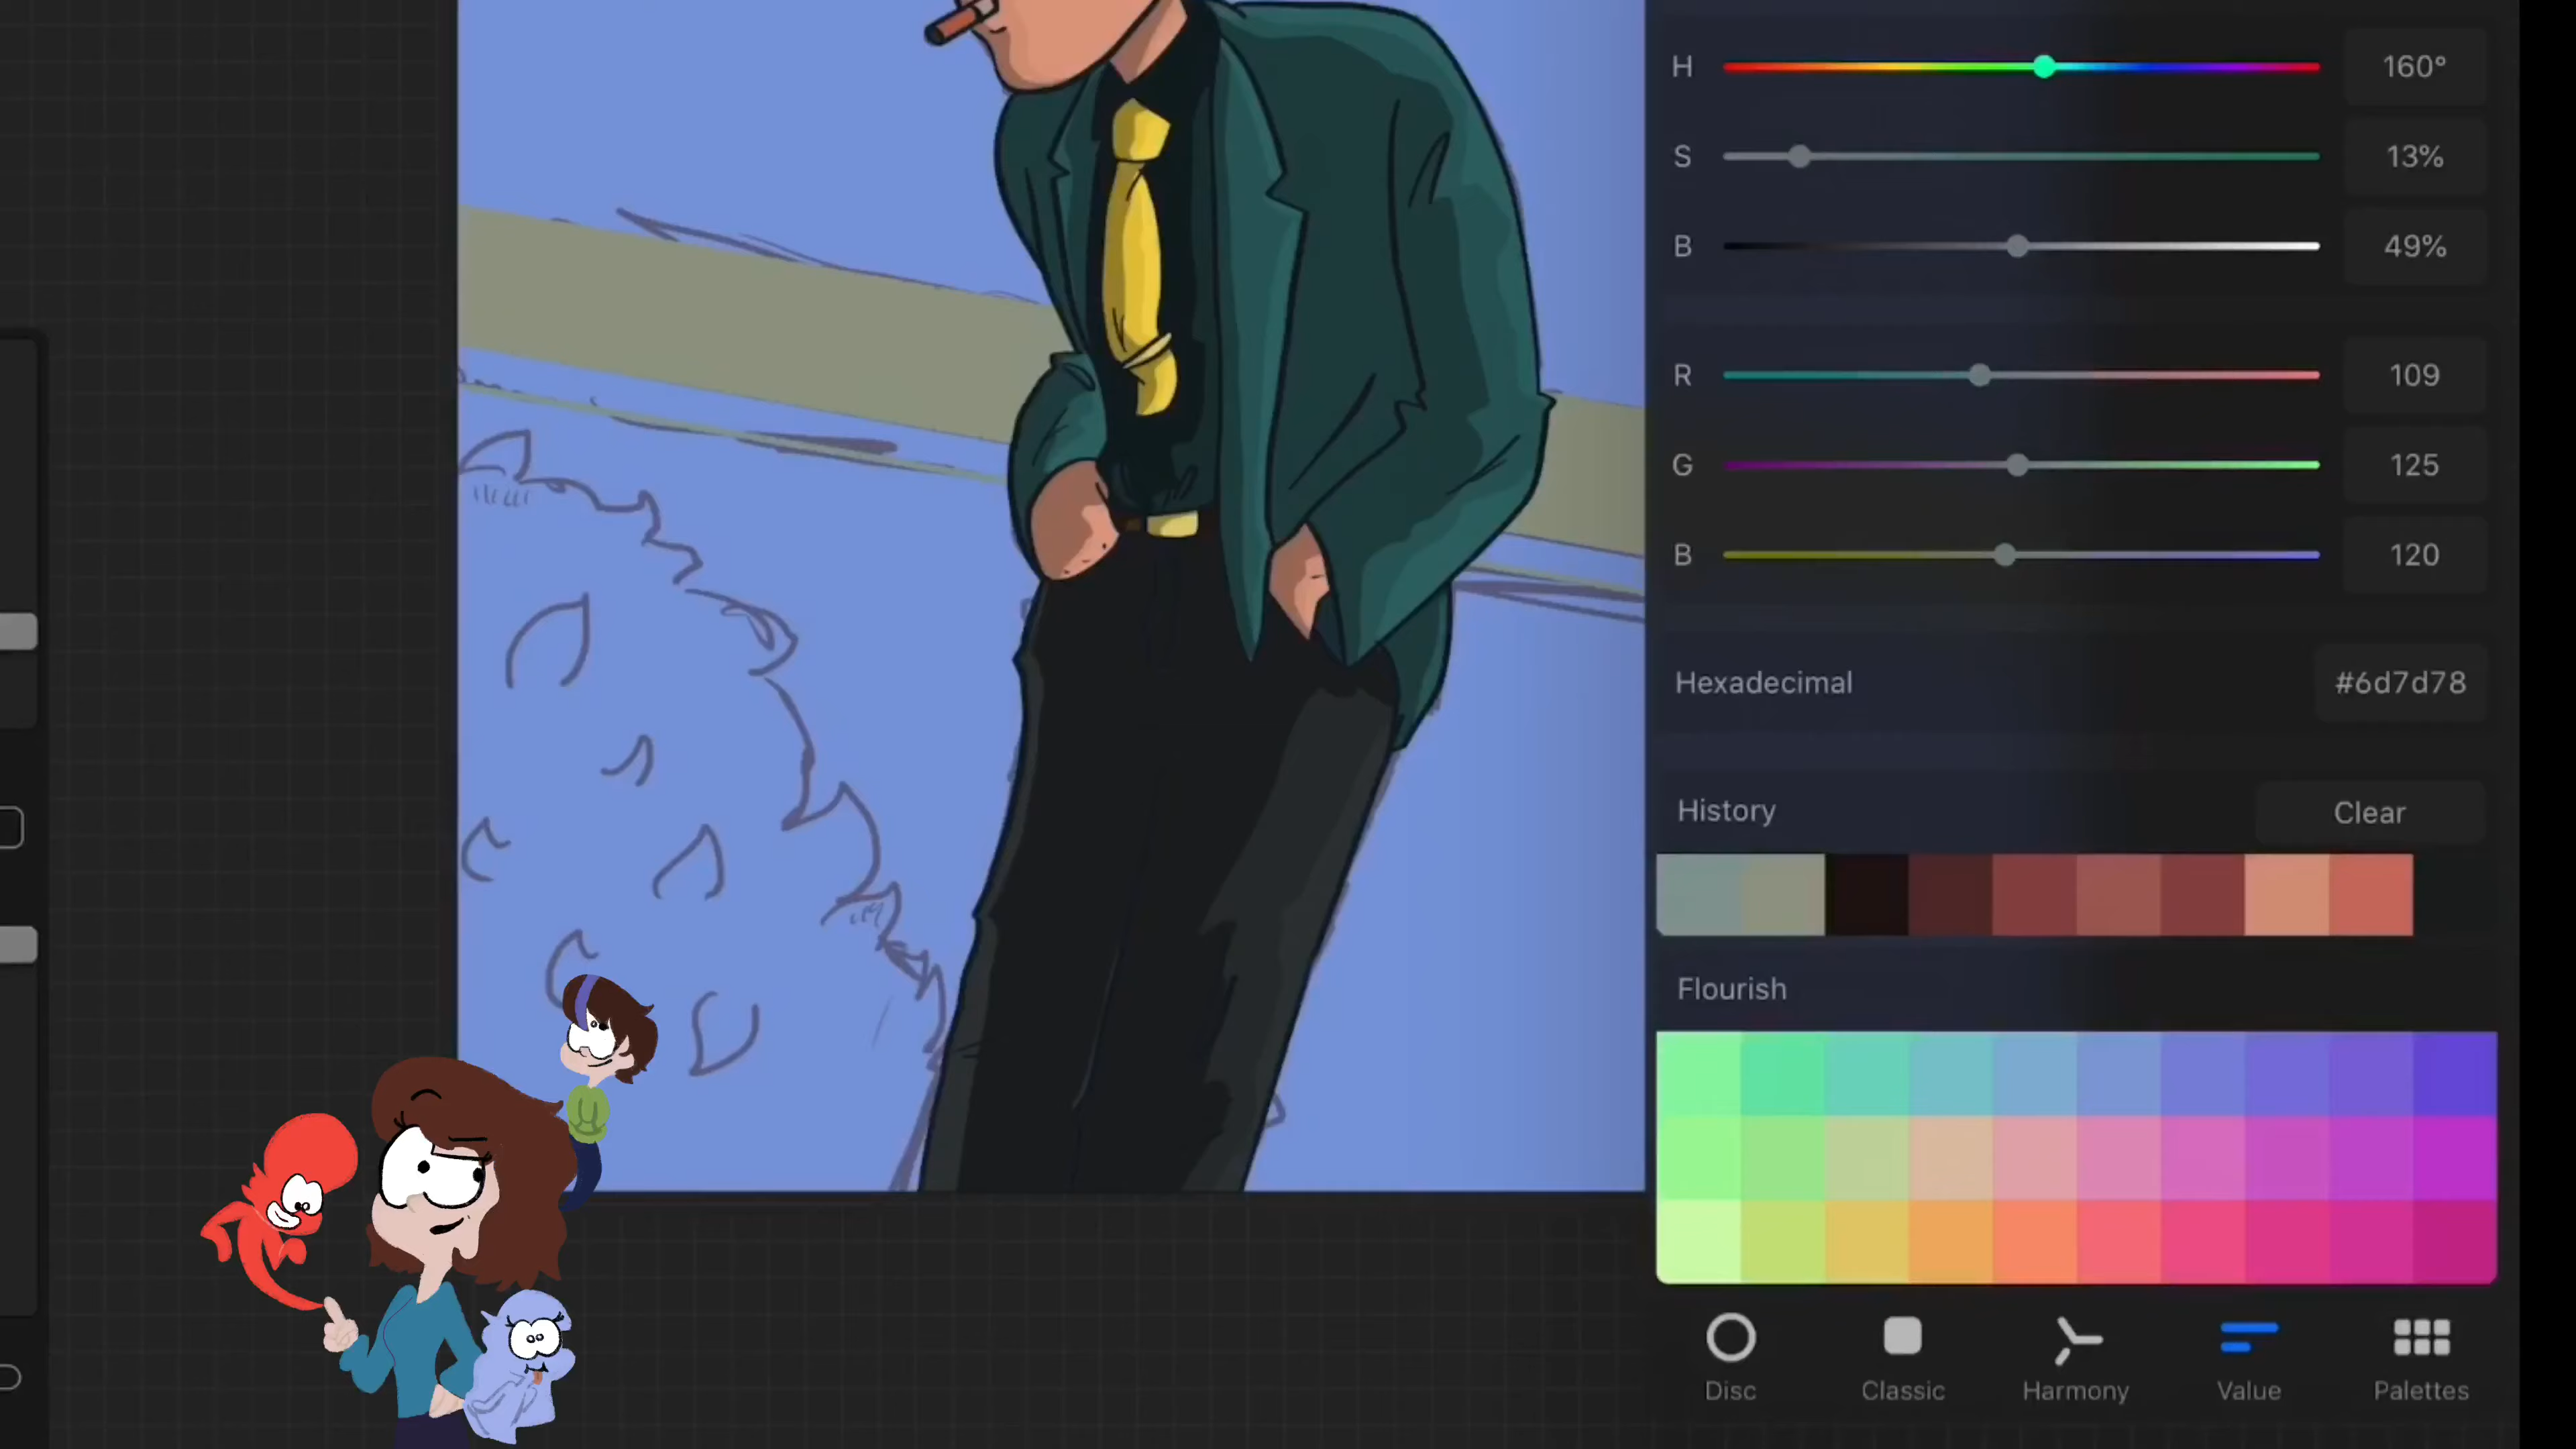 H 160°
S 13%
B 49%
R 109
G 125
B 120
Hexadecimal #6d7d78
History Clear
Flourish
Disc Classic Harmony Value Palettes